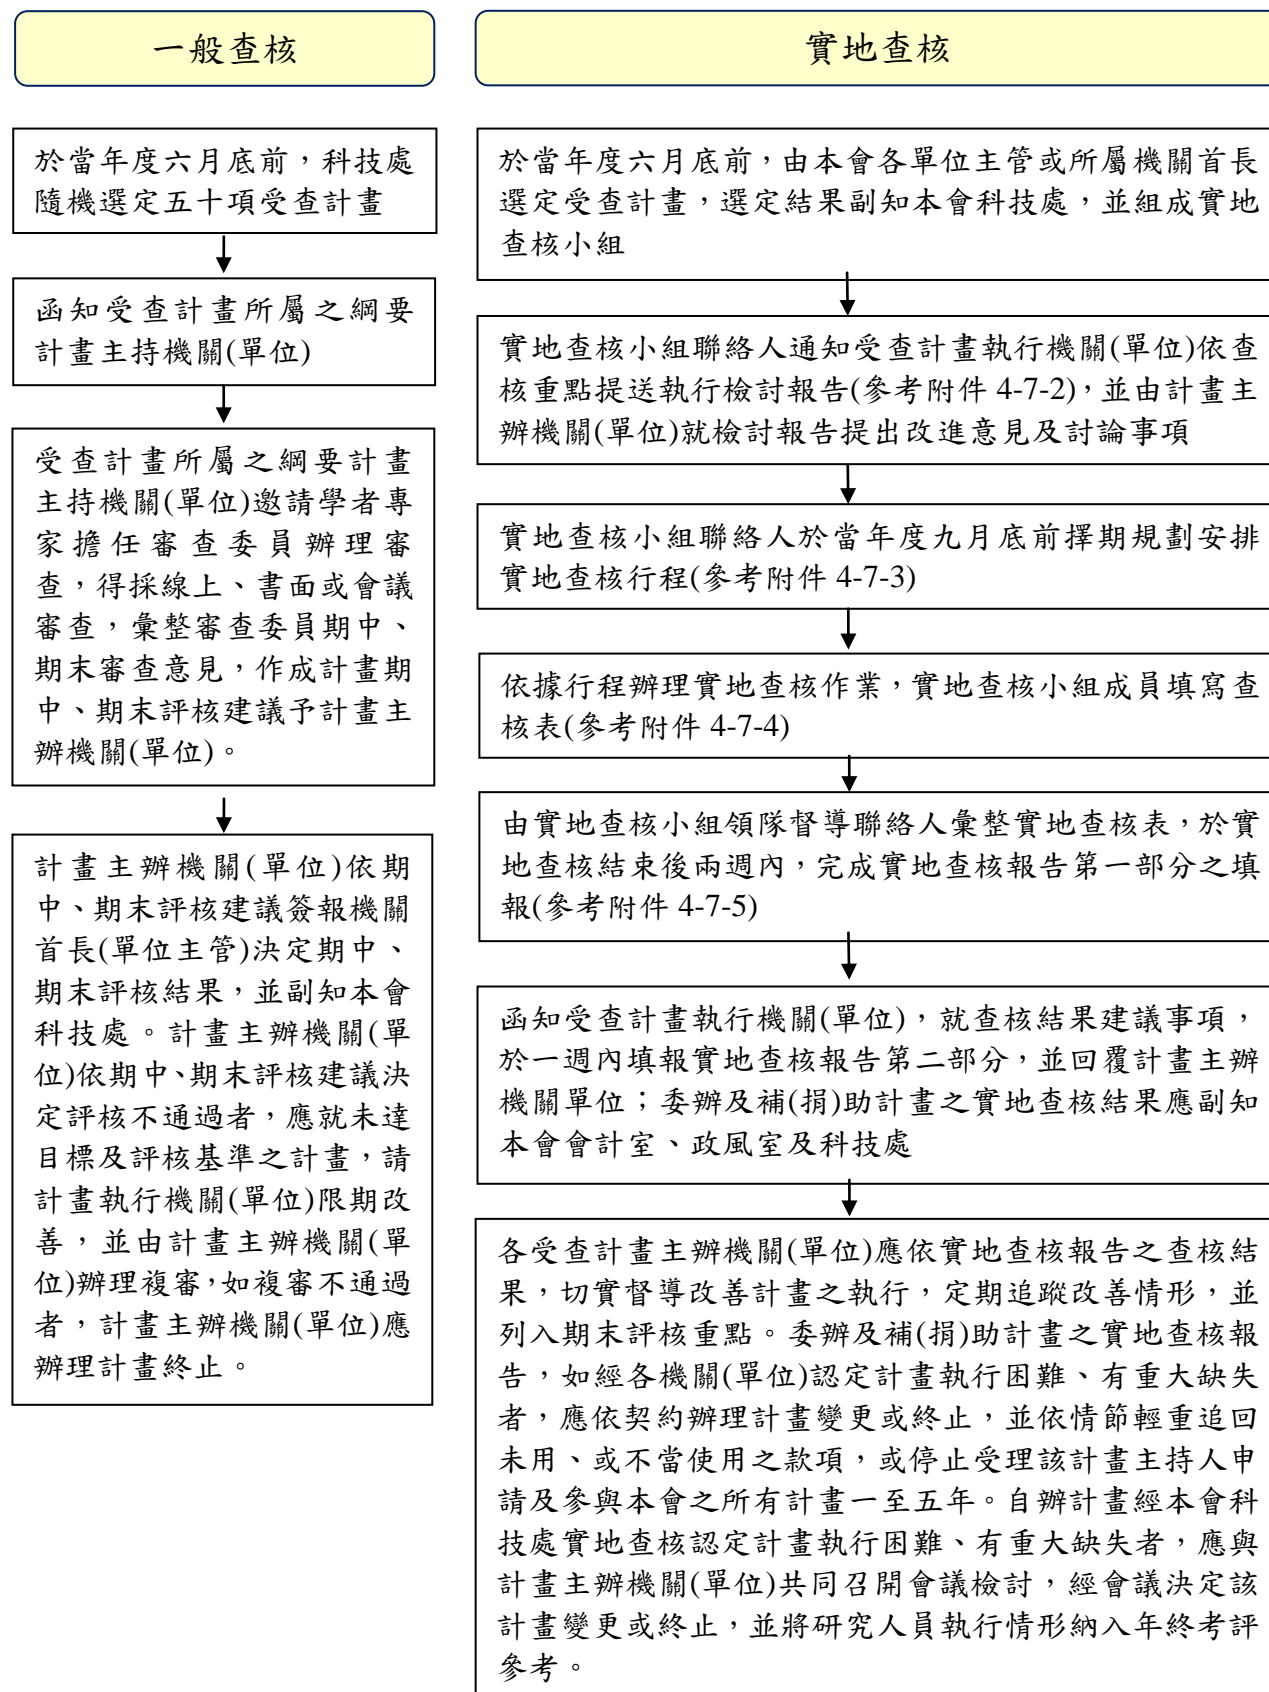 一般查核
於當年度六月底前，科技處
隨機選定五十項受查計畫
函知受查計畫所屬之綱要
計畫主持機關(單位)
受查計畫所屬之綱要計畫
主持機關(單位)邀請學者專
家擔任審查委員辦理審
查，得採線上、書面或會議
審查，彙整審查委員期中、
期末審查意見，作成計畫期
中、期末評核建議予計畫主
辦機關(單位)。
計畫主辦機關(單位)依期
中、期末評核建議簽報機關
首長(單位主管)決定期中、
期末評核結果，並副知本會
科技處。計畫主辦機關(單
位)依期中、期末評核建議決
定評核不通過者，應就未達
目標及評核基準之計畫，請
計畫執行機關(單位)限期改
善，並由計畫主辦機關(單
位)辦理複審，如複審不通過
者，計畫主辦機關(單位)應
辦理計畫終止。
實地查核
於當年度六月底前，由本會各單位主管或所屬機關首長
選定受查計畫，選定結果副知本會科技處，並組成實地
查核小組
實地查核小組聯絡人通知受查計畫執行機關(單位)依查
核重點提送執行檢討報告(參考附件 4-7-2)，並由計畫主
辦機關(單位)就檢討報告提出改進意見及討論事項
實地查核小組聯絡人於當年度九月底前擇期規劃安排
實地查核行程(參考附件 4-7-3)
依據行程辦理實地查核作業，實地查核小組成員填寫查
核表(參考附件 4-7-4)
由實地查核小組領隊督導聯絡人彙整實地查核表，於實
地查核結束後兩週內，完成實地查核報告第一部分之填
報(參考附件 4-7-5)
函知受查計畫執行機關(單位)，就查核結果建議事項，
於一週內填報實地查核報告第二部分，並回覆計畫主辦
機關單位；委辦及補(捐)助計畫之實地查核結果應副知
本會會計室、政風室及科技處
各受查計畫主辦機關(單位)應依實地查核報告之查核結
果，切實督導改善計畫之執行，定期追蹤改善情形，並
列入期末評核重點。委辦及補(捐)助計畫之實地查核報
告，如經各機關(單位)認定計畫執行困難、有重大缺失
者，應依契約辦理計畫變更或終止，並依情節輕重追回
未用、或不當使用之款項，或停止受理該計畫主持人申
請及參與本會之所有計畫一至五年。自辦計畫經本會科
技處實地查核認定計畫執行困難、有重大缺失者，應與
計畫主辦機關(單位)共同召開會議檢討，經會議決定該
計畫變更或終止，並將研究人員執行情形納入年終考評
參考。